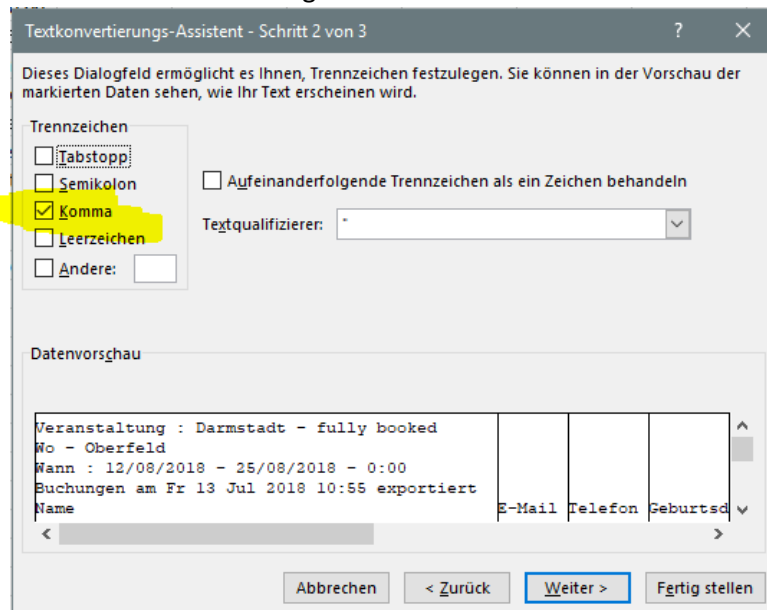 Textkonvertierungs-Assistent - Schritt 2 von 3 ?
Dieses Dialogfeld ermöglicht es Ihnen, Trennzeichen festzulegen. Sie können in der Vorschau der
markierten Daten sehen, wie Ihr Text erscheinen wird.
Trennzeichen
Tabstopp
Semikolon
Komma
Leerzeichen
Andere:
Aufeinanderfolgende Trennzeichen als ein Zeichen behandeln
Textqualifizierer: "
Datenvorschau
Veranstaltung : Darmstadt - fully booked
Wo - Oberfeld
Wann : 12/08/2018 - 25/08/2018 - 0:00
Buchungen am Fr 13 Jul 2018 10:55 exportiert
Name E-Mail Telefon Geburtsd
Abbrechen < Zurück Weiter > Fertig stellen